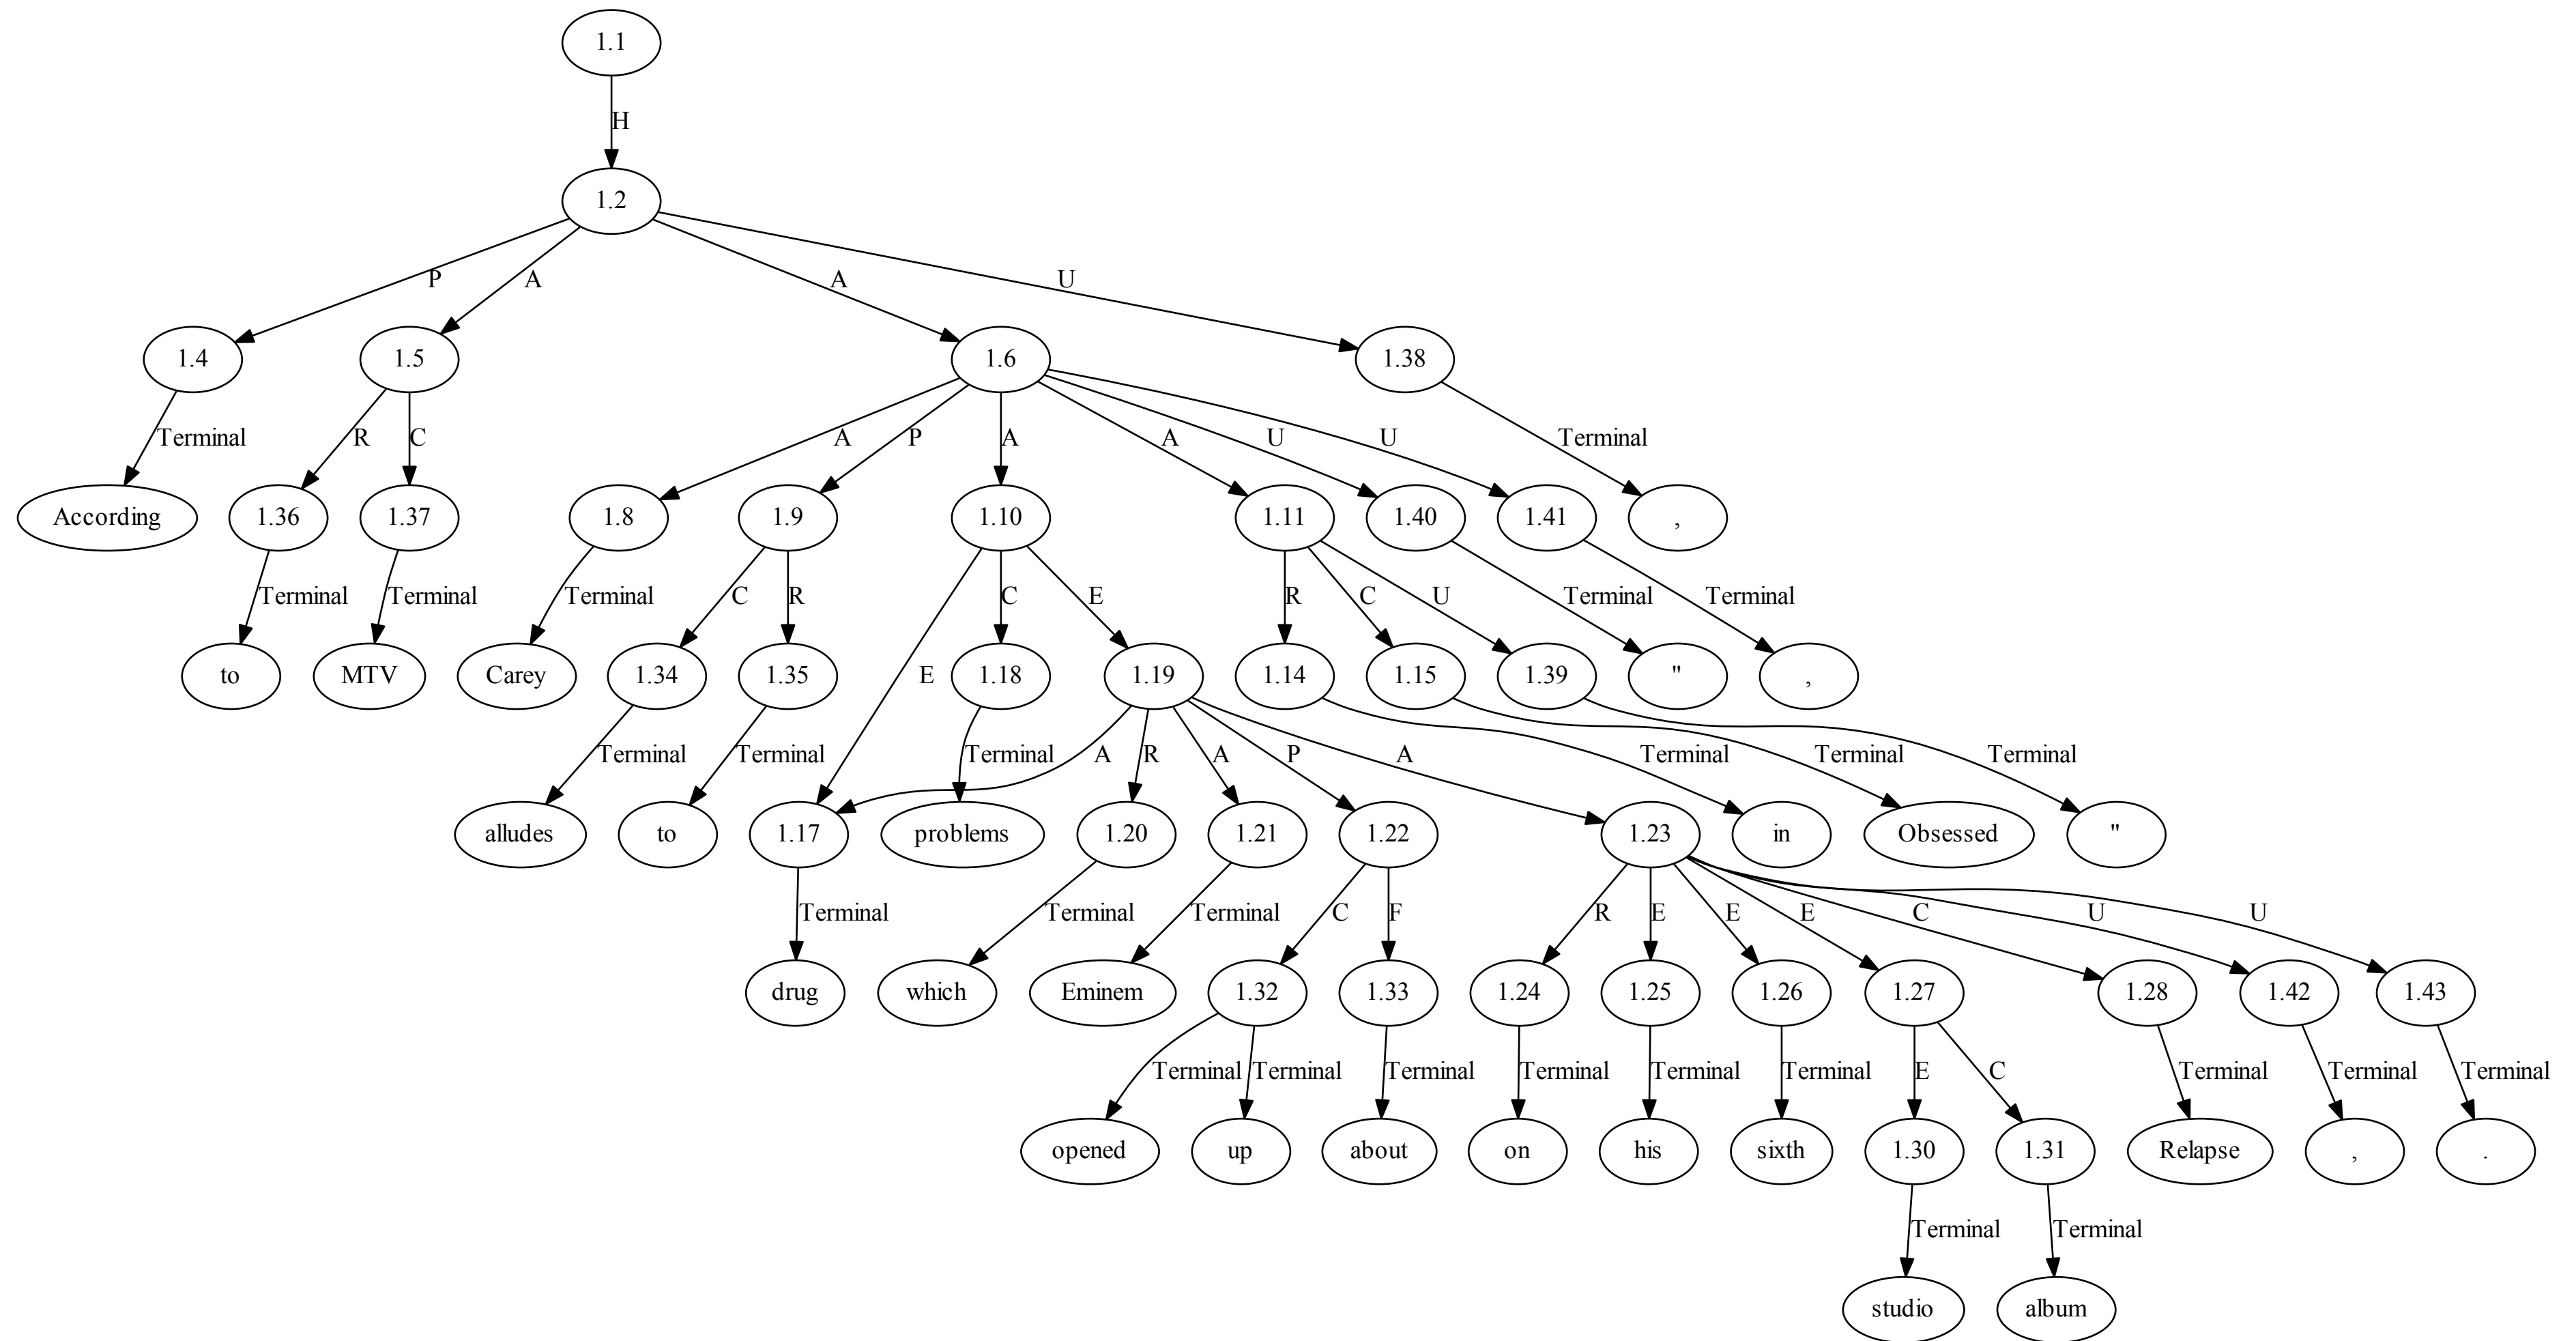 1.1
H
1.2
P A A U
1.4 1.5 1.6 1.38
Terminal R C A P A A U U Terminal
According 1.36 1.37 1.8 1.9 1.10 1.11 1.40 1.41 ,
Terminal Terminal Terminal C R E C E R C U Terminal Terminal
to MTV Carey 1.34 1.35 1.18 1.19 1.14 1.15 1.39 " ,
Terminal Terminal Terminal A R A P A Terminal Terminal Terminal
alludes to 1.17 problems 1.20 1.21 1.22 1.23 in Obsessed "
Terminal Terminal Terminal C F R E E E C U U
drug which Eminem 1.32 1.33 1.24 1.25 1.26 1.27 1.28 1.42 1.43
Terminal Terminal Terminal Terminal Terminal Terminal E C Terminal Terminal Terminal
opened up about on his sixth 1.30 1.31 Relapse , .
Terminal Terminal
studio album